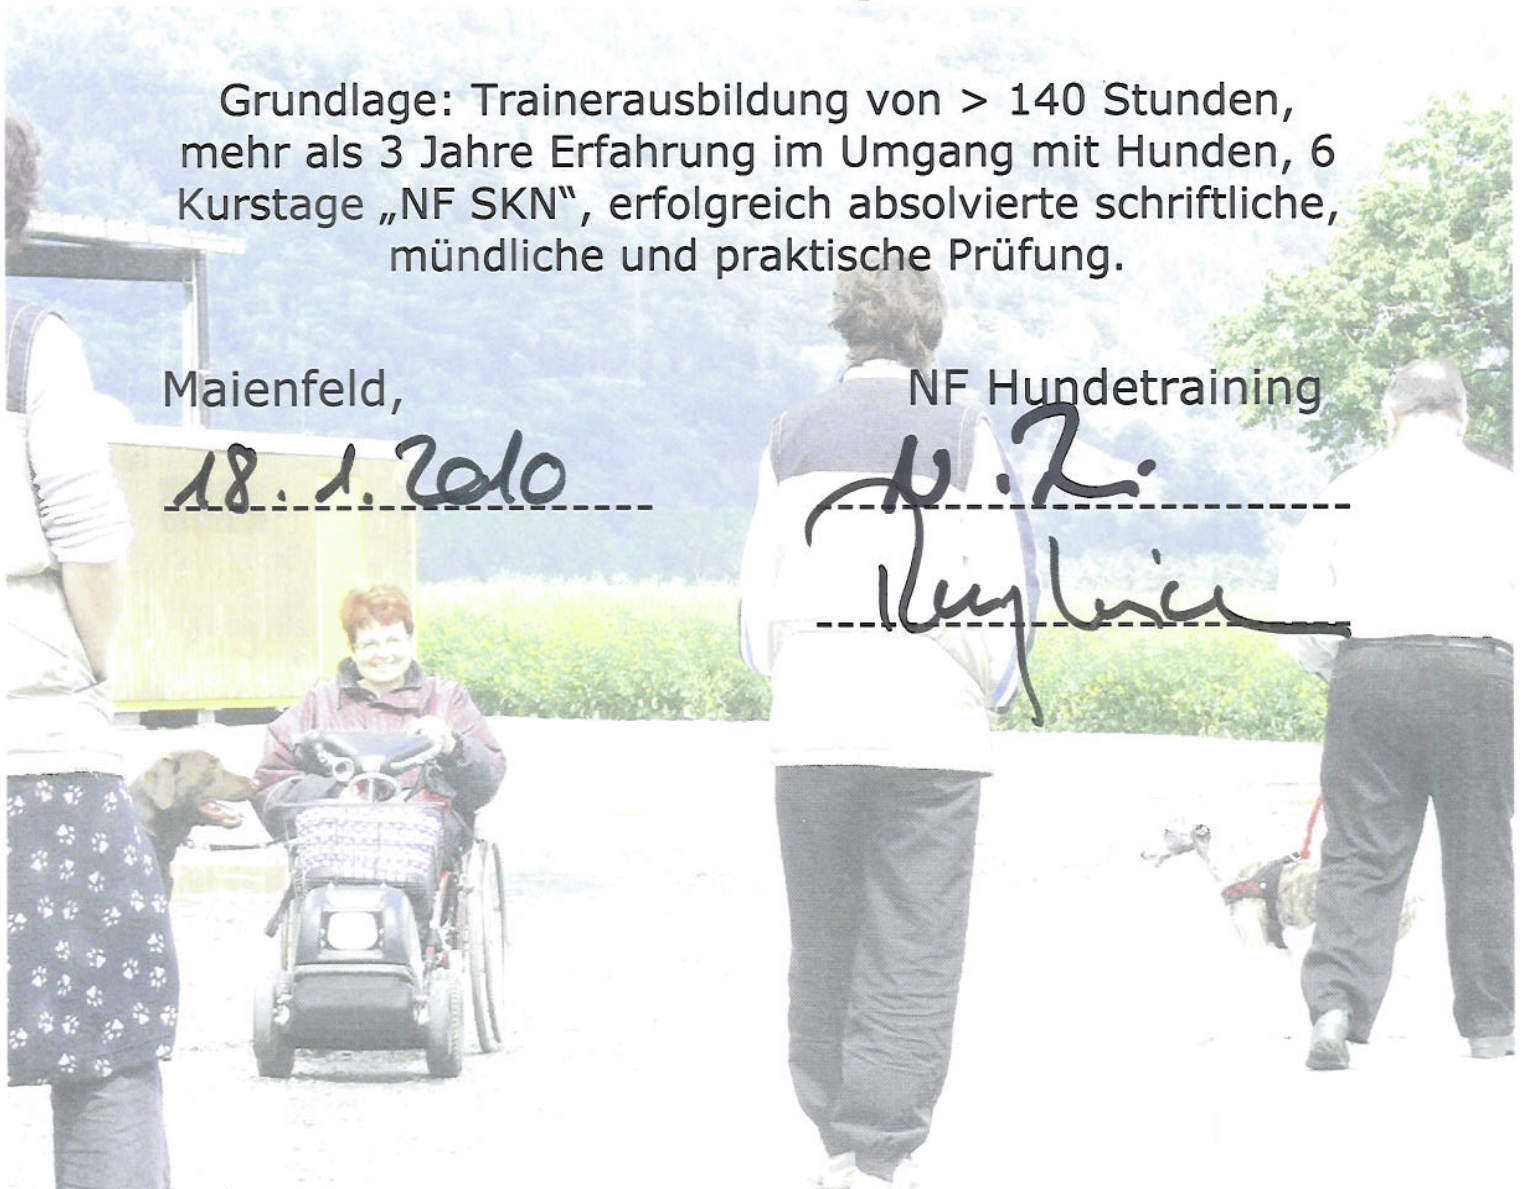 Grundlage: Trainerausbildung von > 140 Stunden,
mehr als 3 Jahre Erfahrung im Umgang mit Hunden, 6
Kurstage „NF SKN“, erfolgreich absolvierte schriftliche,
mündliche und praktische Prüfung.
Maienfeld,
NF Hundetraining
18.1.2010